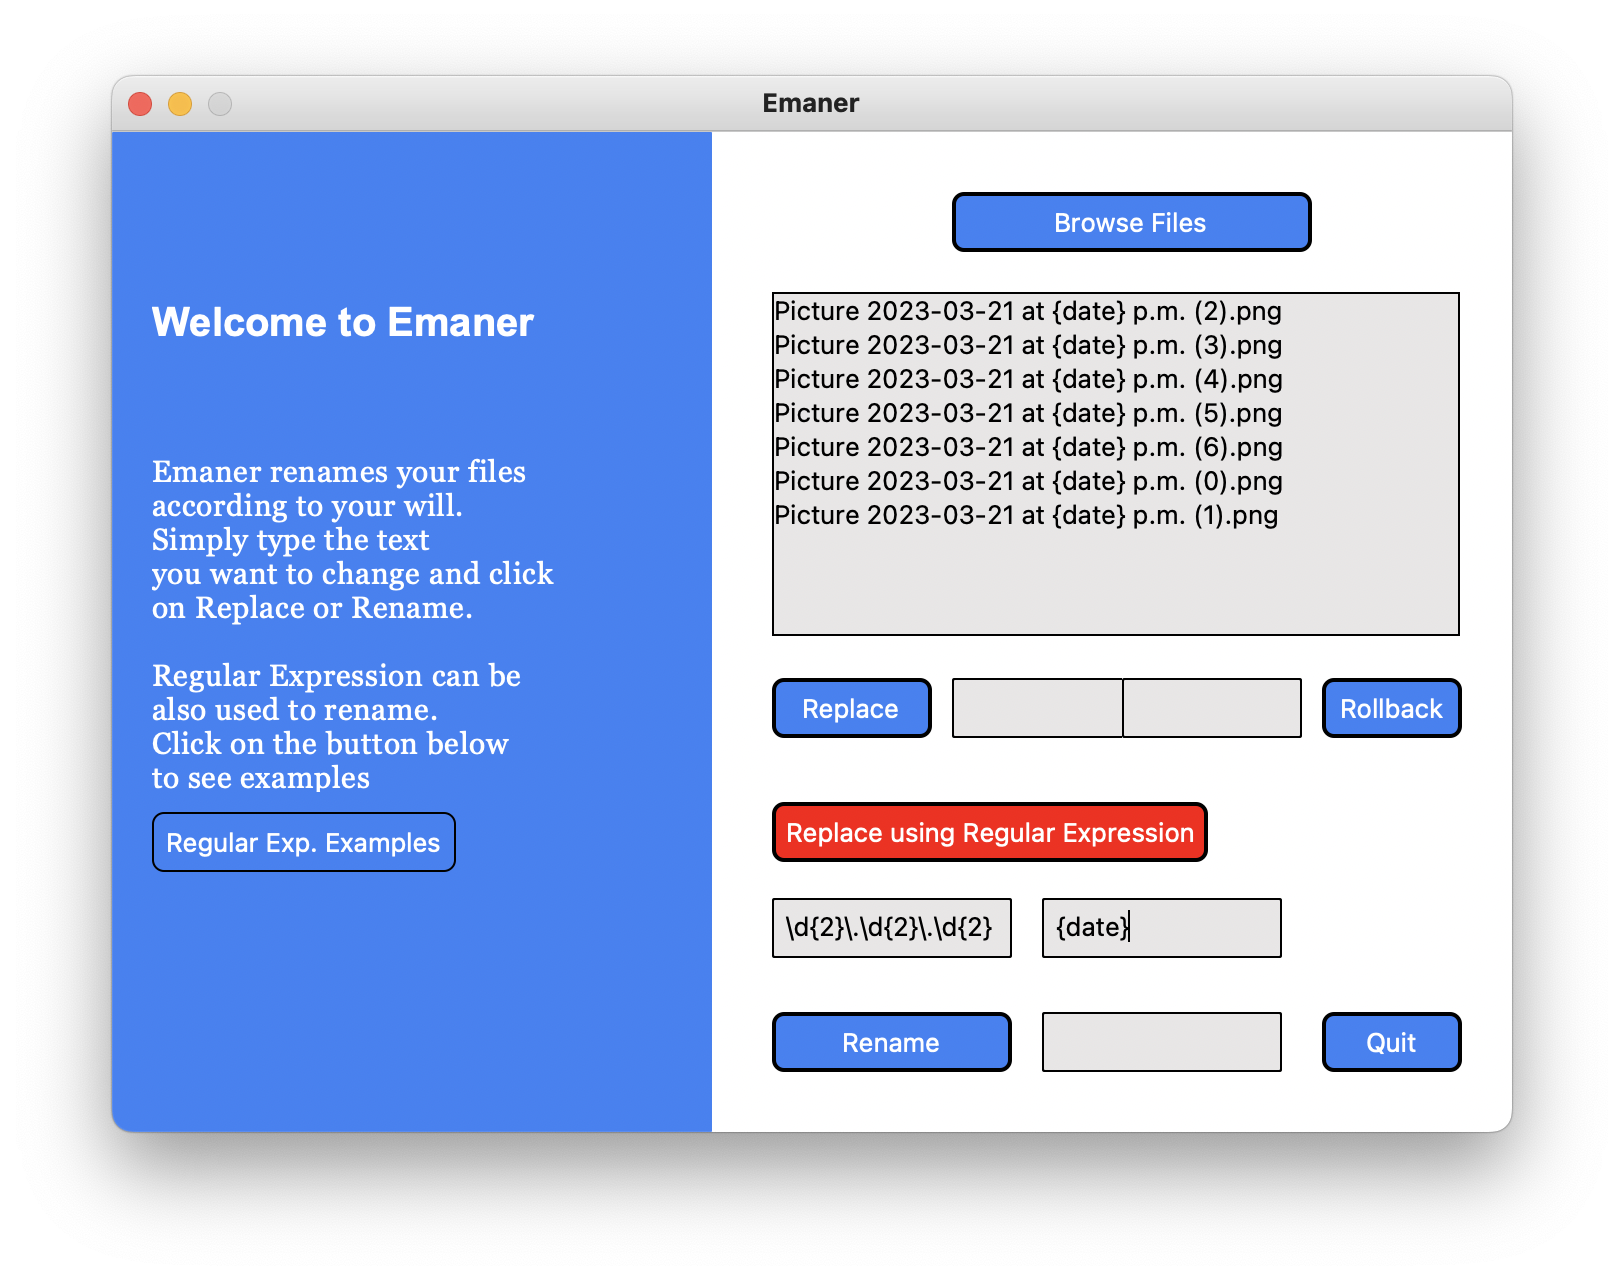 Emaner
Welcome to Emaner
Emaner renames your files
according to your will.
Simply type the text
you want to change and click
on Replace or Rename.
Regular Expression can be
also used to rename.
Click on the button below
to see examples
Regular Exp. Examples
Browse Files
Picture 2023-03-21 at {date} p.m. (2).png
Picture 2023-03-21 at {date} p.m. (3).png
Picture 2023-03-21 at {date} p.m. (4).png
Picture 2023-03-21 at {date} p.m. (5).png
Picture 2023-03-21 at {date} p.m. (6).png
Picture 2023-03-21 at {date} p.m. (0).png
Picture 2023-03-21 at {date} p.m. (1).png
Replace
Rollback
Replace using Regular Expression
\d{2}\.\d{2}\.\d{2}
{date}
Rename
Quit